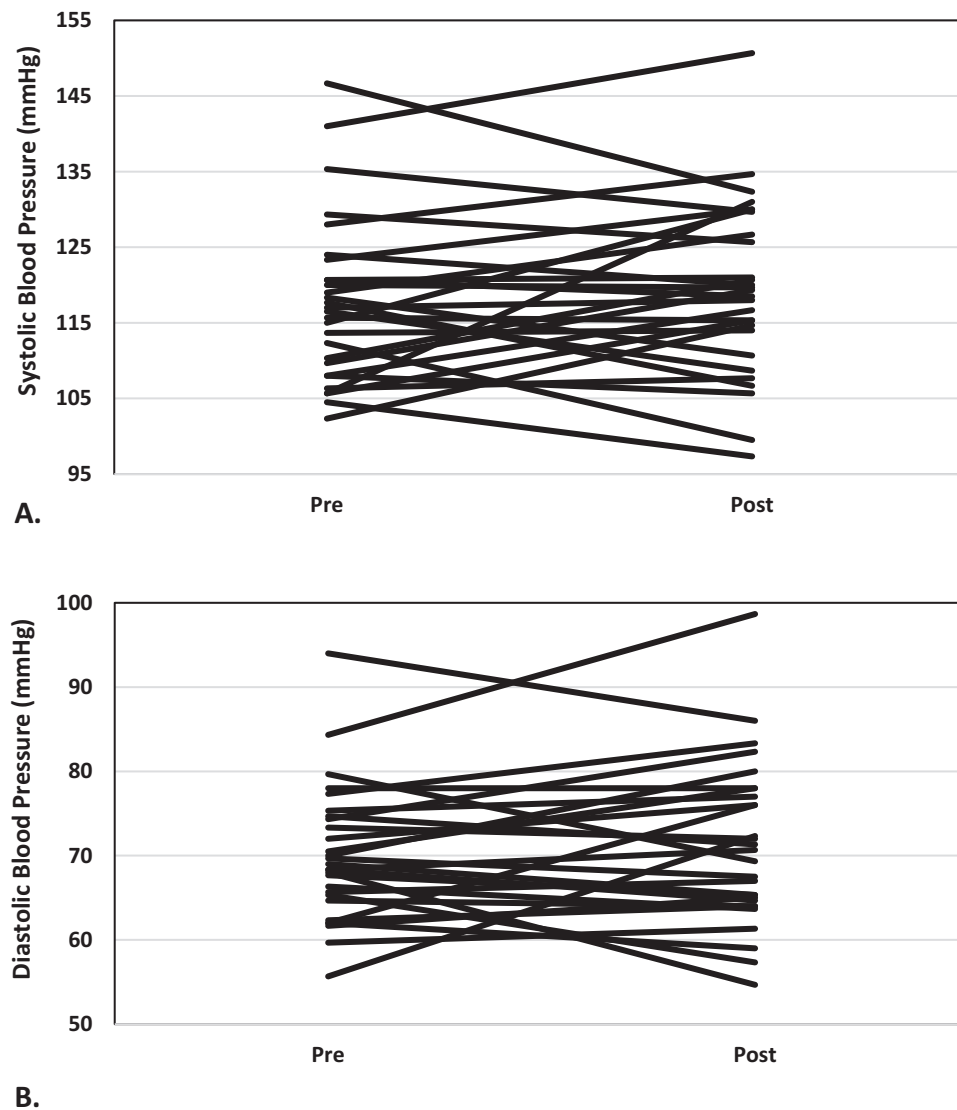 155
145
135
125
115
105
95
Systolic Blood Pressure (mmHg)
Pre Post
A.
100
90
80
70
60
50
Diastolic Blood Pressure (mmHg)
Pre Post
B.